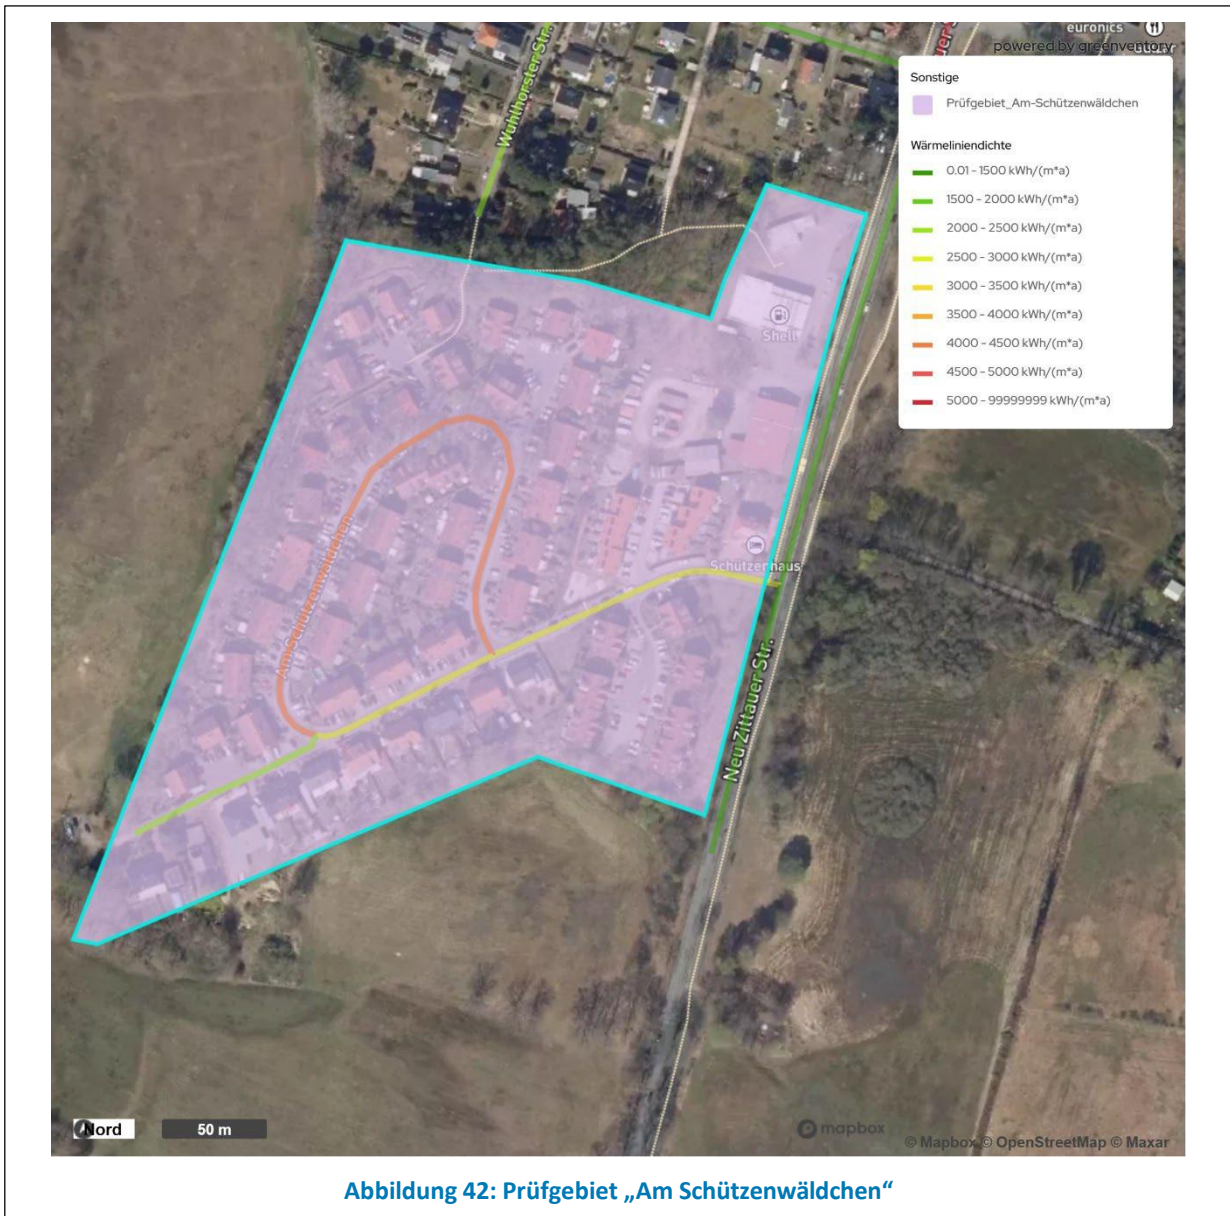 euronics
powered by greenventory
Wuhlhorster Str.
Sonstige
Prüfgebiet_Am-Schützenwäldchen
Wärmeliniendichte
0.01 - 1500 kWh/(m*a)
1500 - 2000 kWh/(m*a)
2000 - 2500 kWh/(m*a)
2500 - 3000 kWh/(m*a)
3000 - 3500 kWh/(m*a)
3500 - 4000 kWh/(m*a)
4000 - 4500 kWh/(m*a)
4500 - 5000 kWh/(m*a)
5000 - 99999999 kWh/(m*a)
Shell
Am Schützenwäldchen
Schützenhaus
Neu Zittauer Str.
Nord
50 m
mapbox
© Mapbox © OpenStreetMap © Maxar
Abbildung 42: Prüfgebiet „Am Schützenwäldchen“